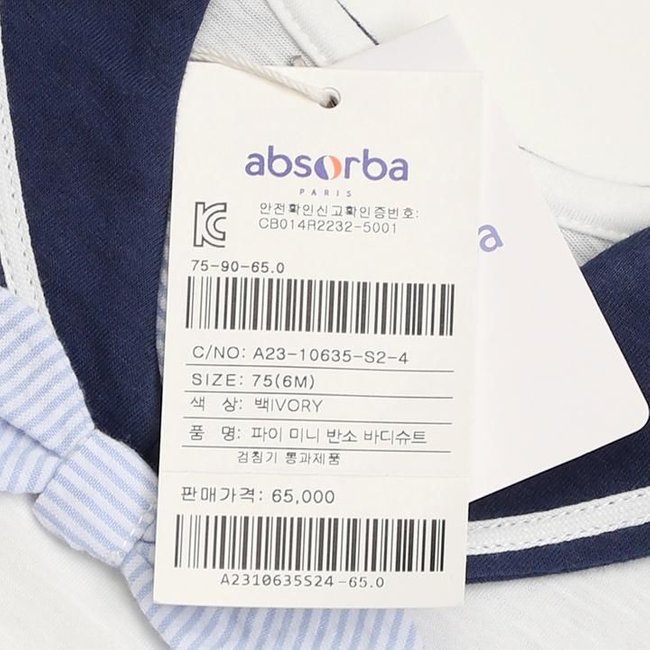 absorba
PARIS
안전확인신고확인증번호:
CB014R2232-5001
a
75-90-65.0
C/NO: A23-10635-S2-4
SIZE: 75(6M)
색 상: 백IVORY
품 명: 파이 미니 반소 바디슈트
검침기 통과제품
판매가격: 65,000
A2310635S24-65.0